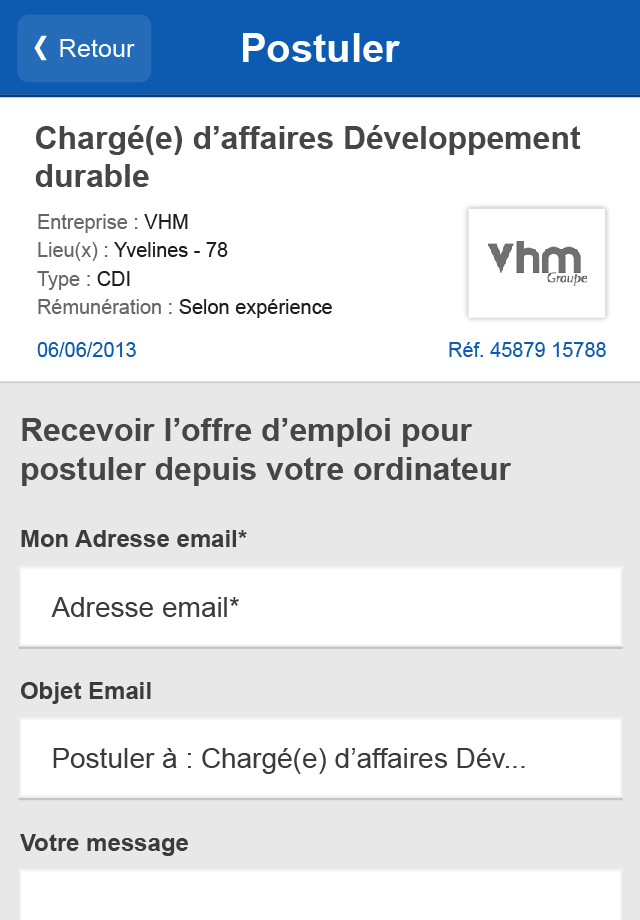 ❮ Retour
Postuler
Chargé(e) d’affaires Développement
durable
Entreprise : VHM
Lieu(x) : Yvelines - 78
Type : CDI
Rémunération : Selon expérience
vhm
Groupe
06/06/2013
Réf. 45879 15788
Recevoir l’offre d’emploi pour
postuler depuis votre ordinateur
Mon Adresse email*
Adresse email*
Objet Email
Postuler à : Chargé(e) d’affaires Dév...
Votre message